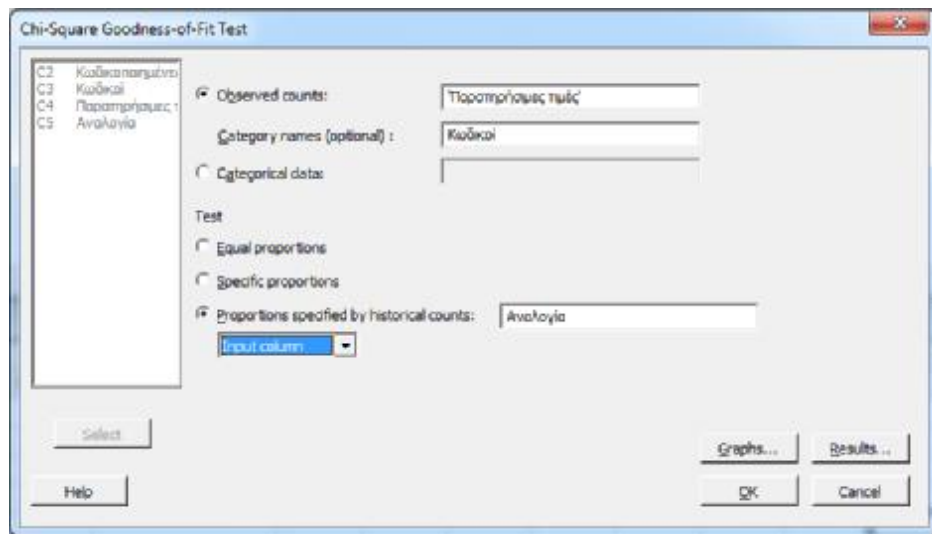 Chi-Square Goodness-of-Fit Test
C2 Κωδικοποιημένε
C3 Κωδικοί
C4 Παρατηρήσιμες τ
C5 Αναλογία
Observed counts: 'Παρατηρήσιμες τιμές'
Category names (optional) : Κωδικοί
Categorical data:
Test
Equal proportions
Specific proportions
Proportions specified by historical counts: Αναλογία
Input column
Select
Graphs... Results...
Help OK Cancel